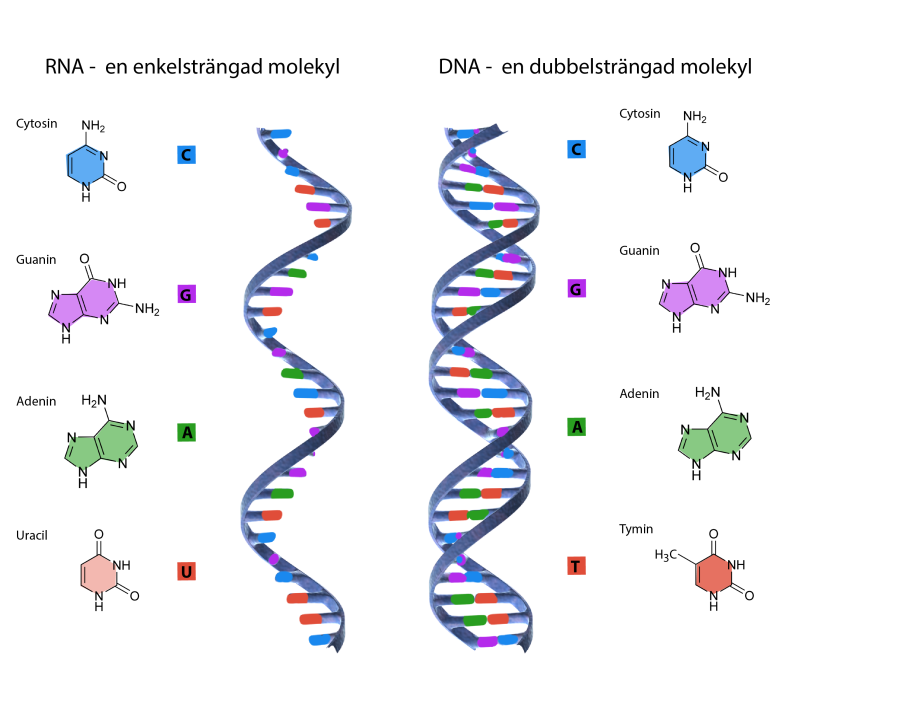 RNA - en enkelsträngad molekyl
Cytosin
NH2
N
N
H
O
C
Guanin
O
N
NH
N
H
N
NH2
G
Adenin
H2N
N
N
N
H
N
A
Uracil
O
NH
N
H
O
U
DNA - en dubbelsträngad molekyl
C
Cytosin
NH2
N
N
H
O
G
Guanin
O
N
NH
N
H
N
NH2
A
Adenin
H2N
N
N
N
H
N
T
Tymin
O
H3C
NH
N
H
O